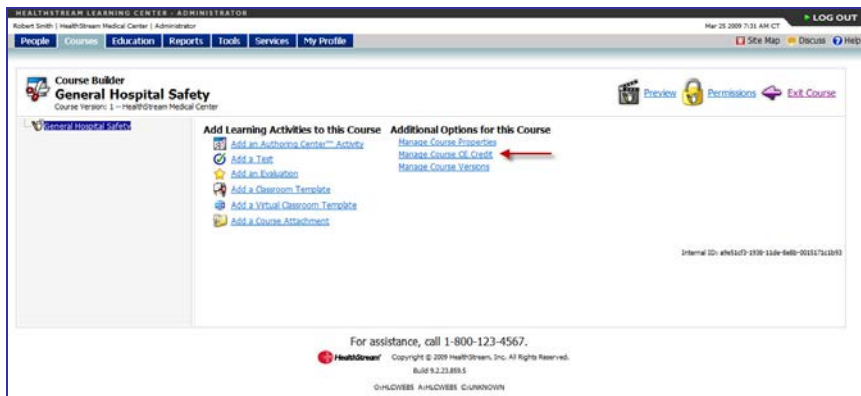 HEALTHSTREAM LEARNING CENTER - ADMINISTRATOR
Robert Smith | HealthStream Medical Center | Administrator
Mar 25 2009 7:31 AM CT
LOG OUT
People Courses Education Reports Tools Services My Profile
Site Map Discuss Help
Course Builder
General Hospital Safety
Course Version: 1 -- HealthStream Medical Center
Preview Permissions Exit Course
General Hospital Safety
Add Learning Activities to this Course
Add an Authoring Center™ Activity
Add a Test
Add an Evaluation
Add a Classroom Template
Add a Virtual Classroom Template
Add a Course Attachment
Additional Options for this Course
Manage Course Properties
Manage Course CE Credit
Manage Course Versions
Internal ID:
For assistance, call 1-800-123-4567.
HealthStream Copyright © 2009 HealthStream, Inc. All Rights Reserved.
Build 9.2.23.859.5
O:HLCWEB5 A:HLCWEB5 C:UNKNOWN